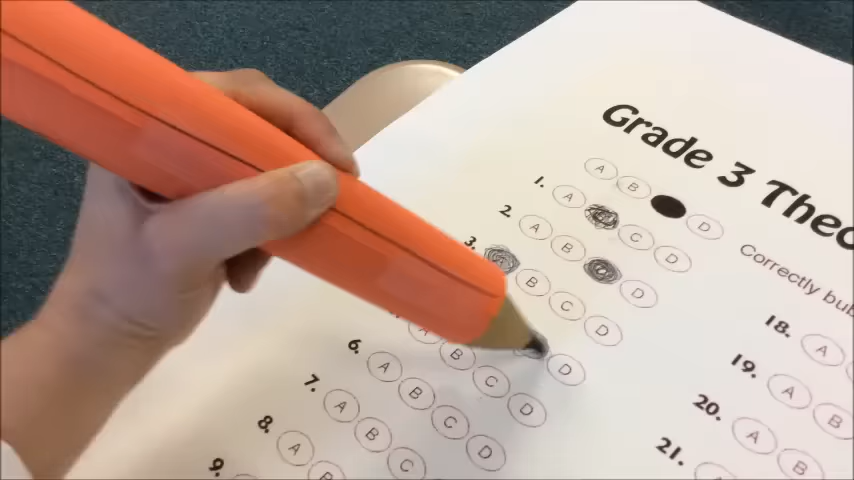 Grade 3 Theo
A B D
Correctly bub
1. A C D
2. A B D
3. B C D
D
A B C D
6. A B C D
7. A B C D
8. A B C
9.
18. A
19. A B
20. A B
21.